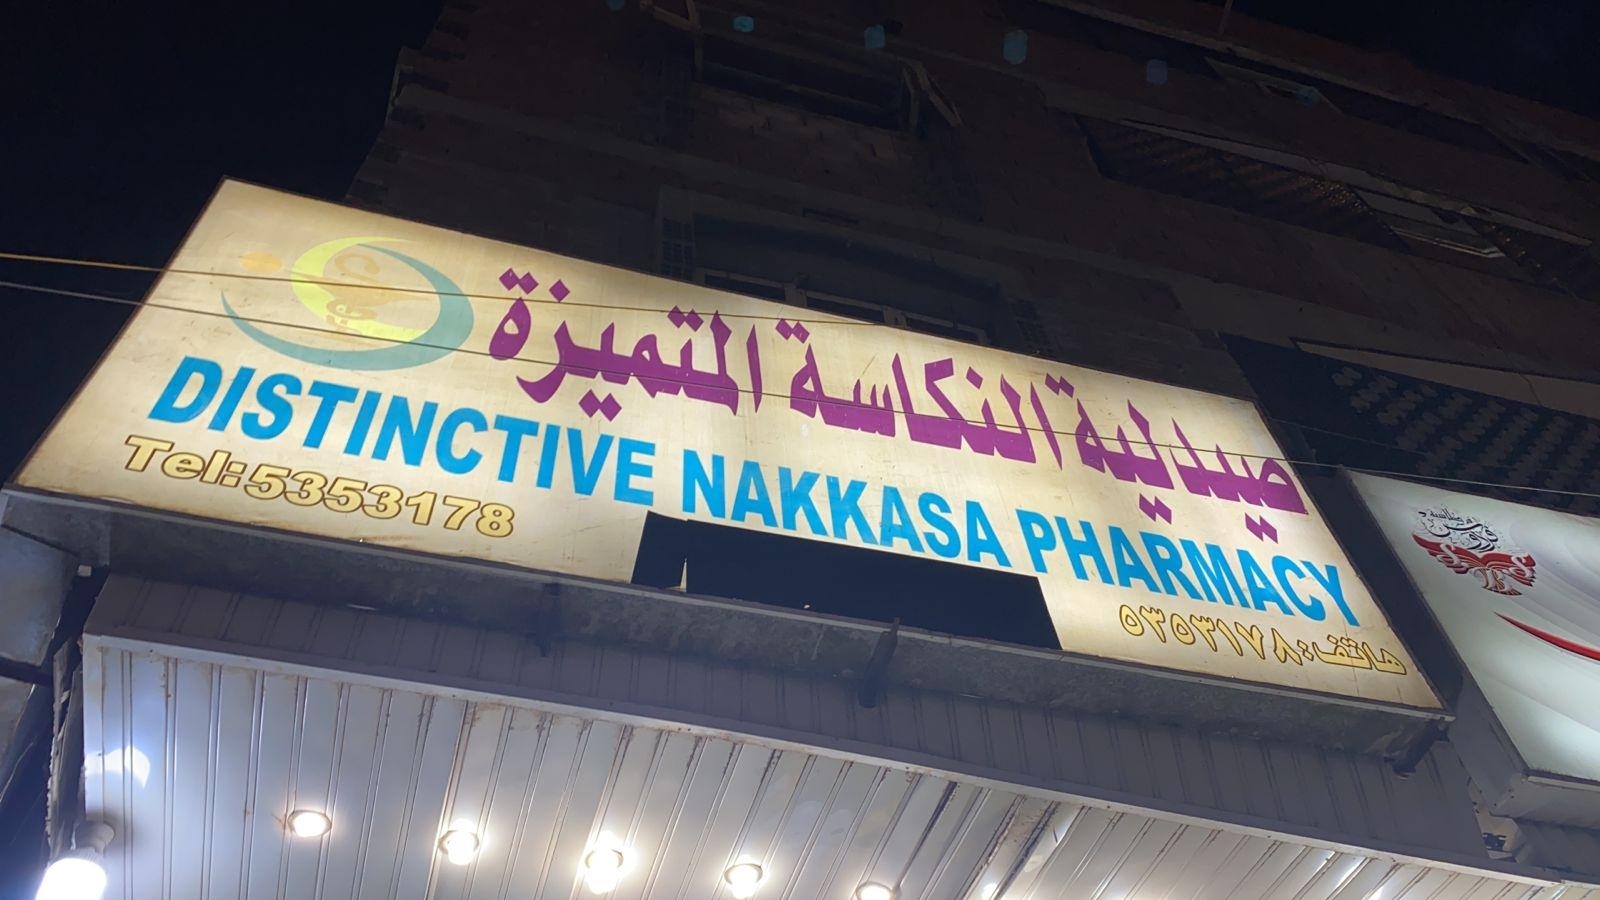 صيدلية النكاسة المتميزة
DISTINCTIVE NAKKASA PHARMACY
Tel:5353178
هاتف:٥٣٥٣١٧٨